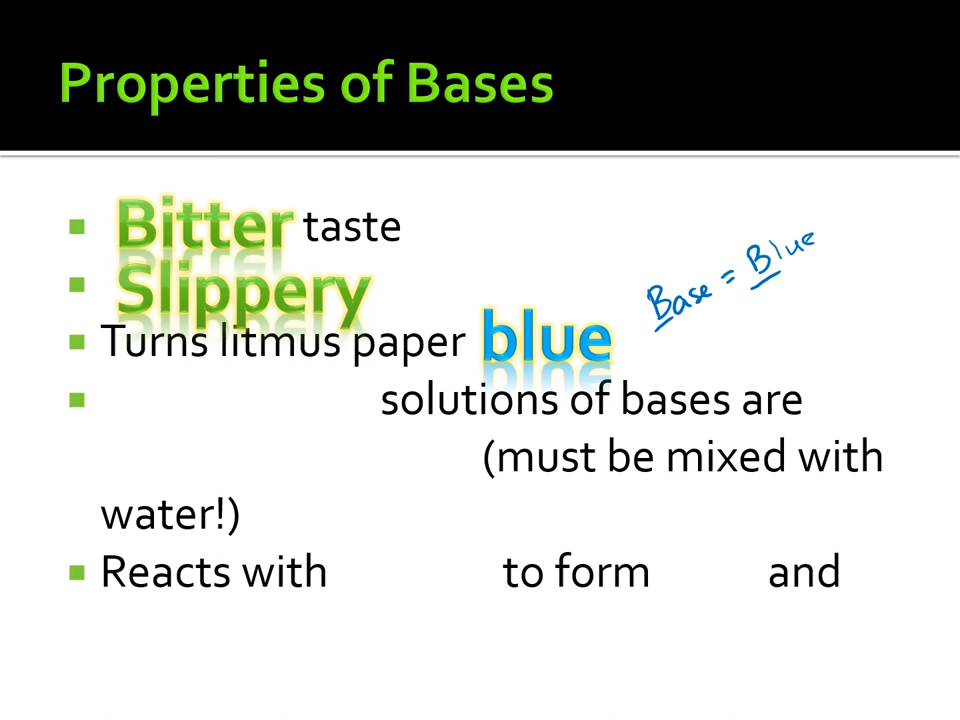 Properties of Bases
Bitter taste
Slippery
Base = Blue
Turns litmus paper blue
solutions of bases are
(must be mixed with
water!)
Reacts with to form and